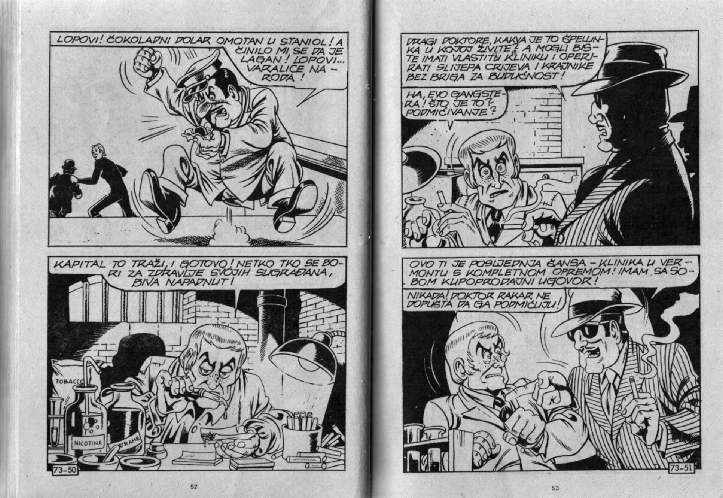 LOPOVI! ČOKOLADNI DOLAR OMOTAN U STANIOL! A
ČINILO MI SE DA JE
LAGAN! LOPOVI...
VARALICE NA-
RODA!
KAPITAL TO TRAŽI, I GOTOVO! NETKO TKO SE BO-
RI ZA ZDRAVLJE SVOJIH SUGRAĐANA,
BIVA NAPADNUT!
TOBACCO
NICOTINA
73-50
52
DRAGI DOKTORE, KAKVA JE TO ŠPELUN-
KA U KOJOJ ŽIVITE? A MOGLI BIS-
TE IMATI VLASTITU KLINIKU I OPERI-
RATI SLIJEPA CRIJEVA I KRAJNIKE
BEZ BRIGA ZA BUDUĆNOST!
HA, EVO GANGSTE-
RA! ŠTO JE TO?
PODMIĆIVANJE?
OVO TI JE POSLJEDNJA ŠANSA - KLINIKA U VER-
MONTU S KOMPLETNOM OPREMOM! IMAM SA SO-
BOM KUPOPRODAJNI UGOVOR!
NIKADA! DOKTOR RAKAR NE
DOPUŠTA DA GA PODMIĆUJU!
73-51
53